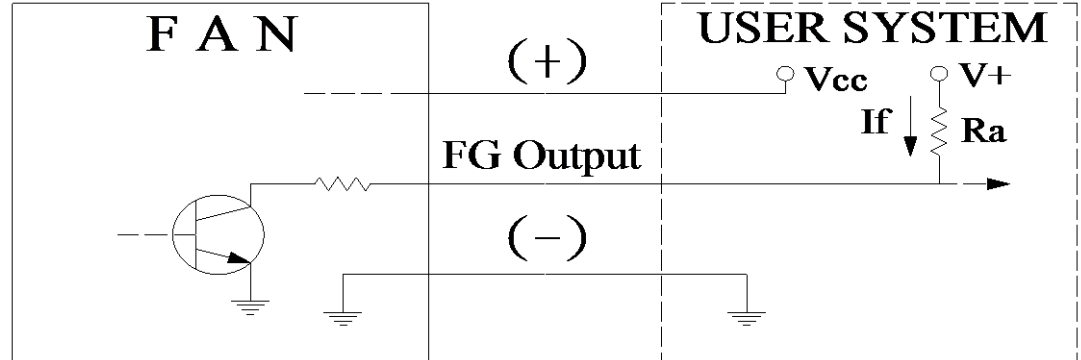 F A N
USER SYSTEM
(+)
Vcc
V+
If
Ra
FG Output
(−)